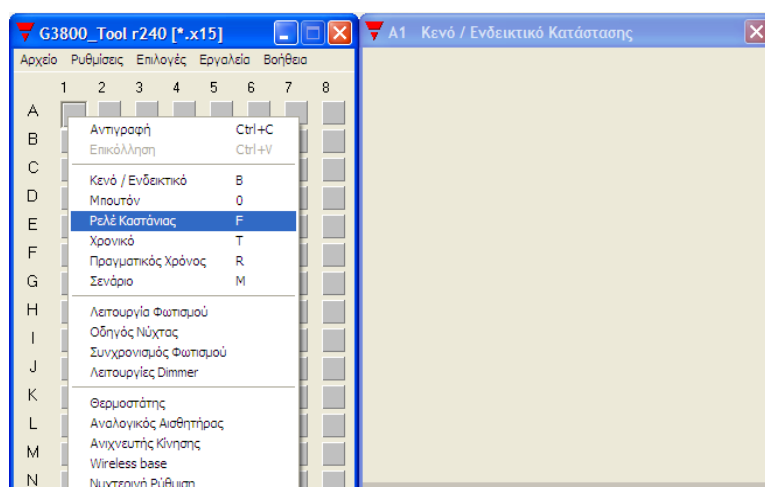 G3800_Tool r240 [*.x15]
A1 Κενό / Ενδεικτικό Κατάστασης
Αρχείο Ρυθμίσεις Επιλογές Εργαλεία Βοήθεια
1 2 3 4 5 6 7 8
A
B
C
D
E
F
G
H
I
J
K
L
M
N
Αντιγραφή Ctrl+C
Επικόλληση Ctrl+V
Κενό / Ενδεικτικό B
Μπουτόν 0
Ρελέ Καστάνιας F
Χρονικό T
Πραγματικός Χρόνος R
Σενάριο M
Λειτουργία Φωτισμού
Οδηγός Νύχτας
Συγχρονισμός Φωτισμού
Λειτουργίες Dimmer
Θερμοστάτης
Αναλογικός Αισθητήρας
Ανιχνευτής Κίνησης
Wireless base
Νυχτερινή Ρύθμιση